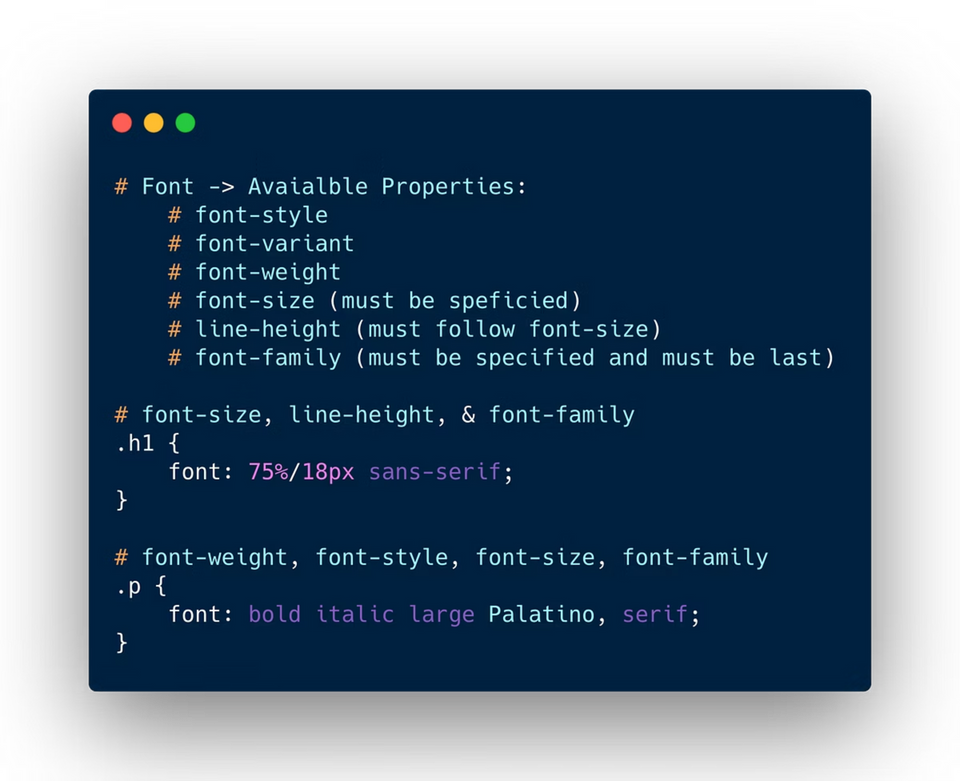 # Font -> Avaialble Properties:
# font-style
# font-variant
# font-weight
# font-size (must be speficied)
# line-height (must follow font-size)
# font-family (must be specified and must be last)
# font-size, line-height, & font-family
.h1 {
font: 75%/18px sans-serif;
}
# font-weight, font-style, font-size, font-family
.p {
font: bold italic large Palatino, serif;
}